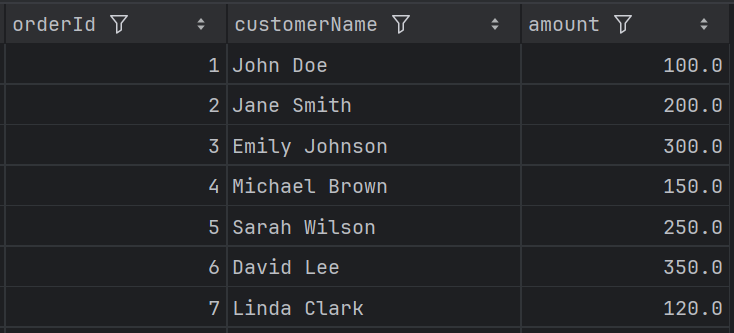 orderId customerName amount
1 John Doe 100.0
2 Jane Smith 200.0
3 Emily Johnson 300.0
4 Michael Brown 150.0
5 Sarah Wilson 250.0
6 David Lee 350.0
7 Linda Clark 120.0